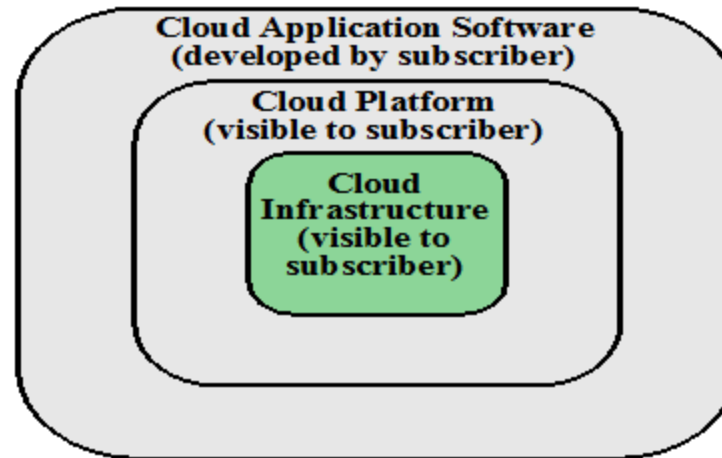 Cloud Application Software
(developed by subscriber)
Cloud Platform
(visible to subscriber)
Cloud
Infrastructure
(visible to
subscriber)